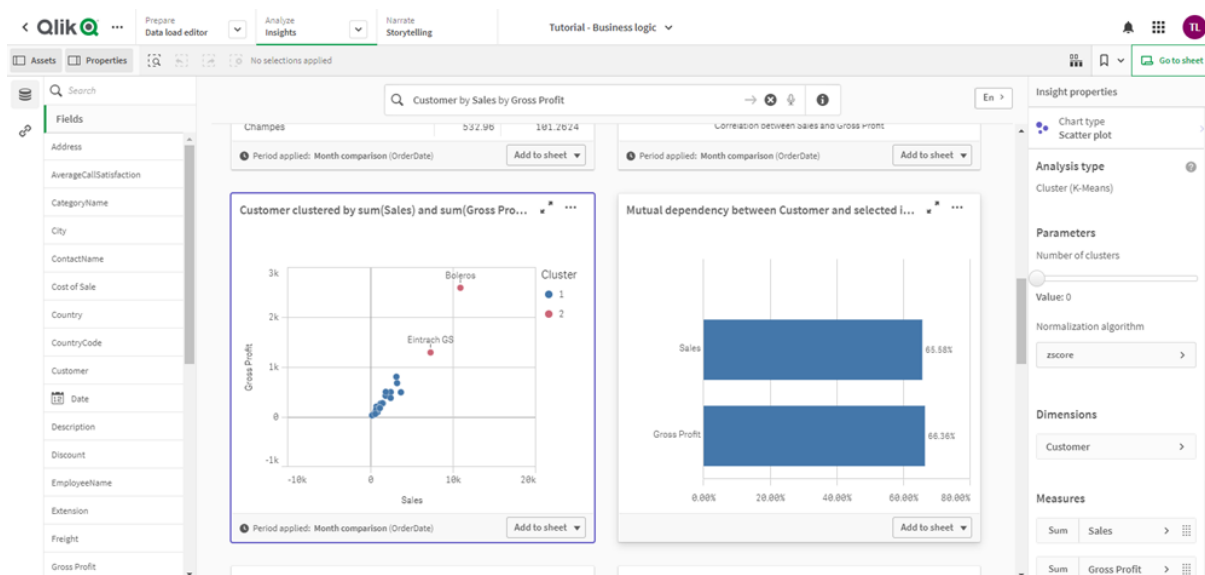 Qlik
Prepare
Data load editor
Analyze
Insights
Narrate
Storytelling
Tutorial - Business logic
TL
Assets
Properties
No selections applied
Go to sheet
Search
Fields
Address
AverageCallSatisfaction
CategoryName
City
ContactName
Cost of Sale
Country
CountryCode
Customer
Date
Description
Discount
EmployeeName
Extension
Freight
Gross Profit
Customer by Sales by Gross Profit
En
Champes 532.96 101.2624
Period applied: Month comparison (OrderDate)
Add to sheet
Correlation between Sales and Gross Profit
Period applied: Month comparison (OrderDate)
Add to sheet
Customer clustered by sum(Sales) and sum(Gross Pro...
3k
2k
1k
0
-1k
Gross Profit
Boleros
Eintrach GS
-10k 0 10k 20k
Sales
Cluster
1
2
Period applied: Month comparison (OrderDate)
Add to sheet
Mutual dependency between Customer and selected i...
Sales
65.58%
Gross Profit
66.36%
0.00% 20.00% 40.00% 60.00% 80.00%
Add to sheet
Insight properties
Chart type
Scatter plot
Analysis type
Cluster (K-Means)
Parameters
Number of clusters
Value: 0
Normalization algorithm
zscore
Dimensions
Customer
Measures
Sum Sales
Sum Gross Profit